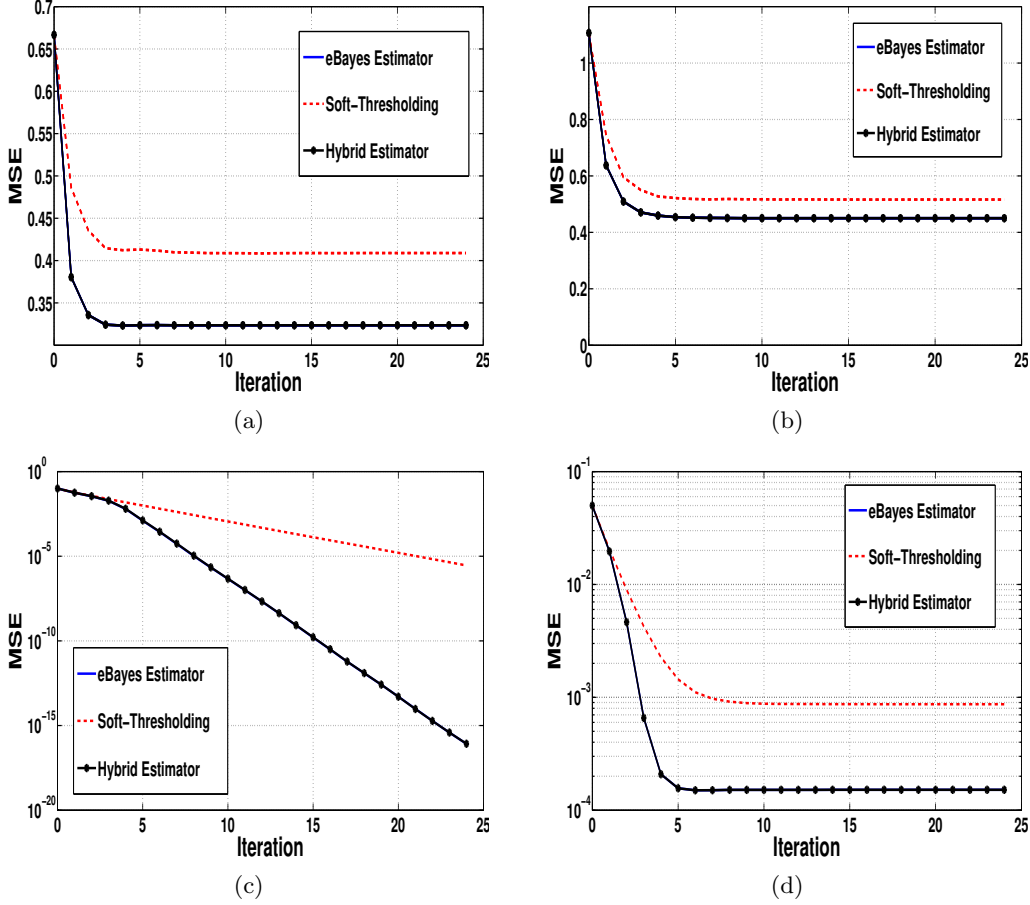 0.7
0.65
0.6
0.55
0.5
0.45
0.4
0.35
MSE
0 5 10 15 20 25
Iteration
eBayes Estimator
Soft-Thresholding
Hybrid Estimator
(a)
1
0.8
0.6
0.4
0.2
0
MSE
0 5 10 15 20 25
Iteration
eBayes Estimator
Soft-Thresholding
Hybrid Estimator
(b)
10^0
10^-5
10^-10
10^-15
10^-20
MSE
0 5 10 15 20 25
Iteration
eBayes Estimator
Soft-Thresholding
Hybrid Estimator
(c)
10^-1
10^-2
10^-3
10^-4
MSE
0 5 10 15 20 25
Iteration
eBayes Estimator
Soft-Thresholding
Hybrid Estimator
(d)